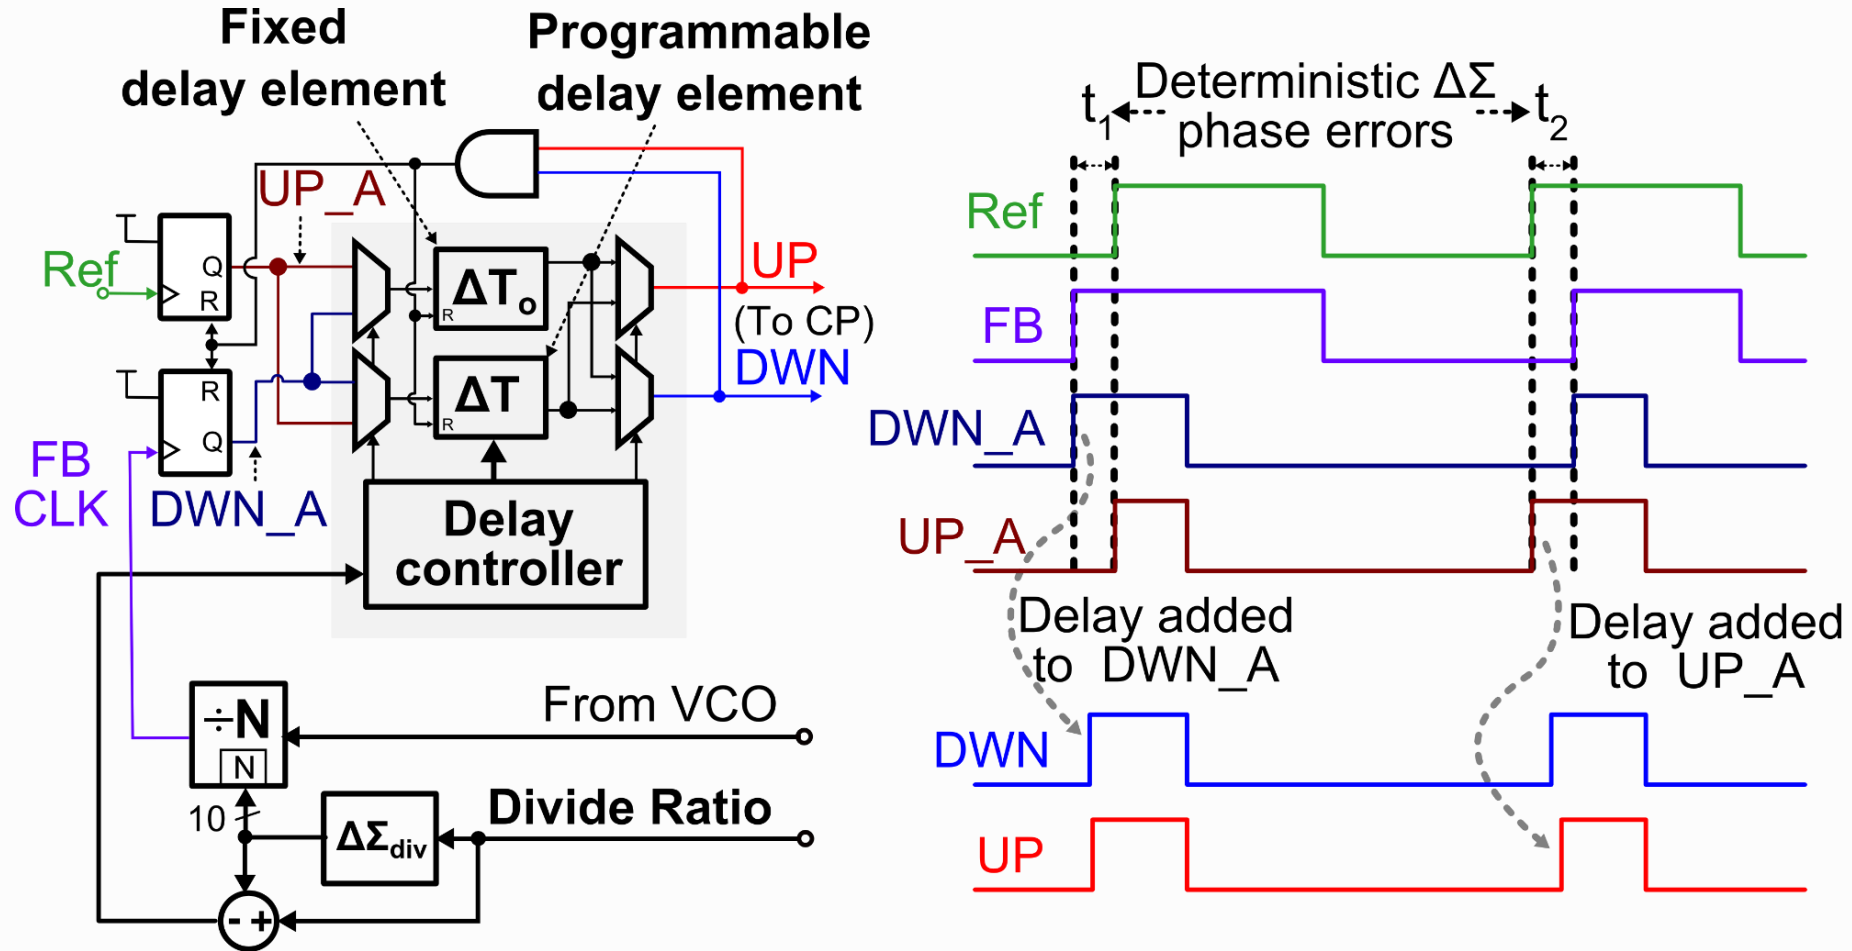 Fixed
delay element
Programmable
delay element
UP_A
Ref
Q
R
R
Q
FB
CLK
DWN_A
ΔTo
R
ΔT
R
UP
(To CP)
DWN
Delay
controller
÷N
N
From VCO
10
ΔΣdiv
Divide Ratio
- +
t1
Deterministic ΔΣ
phase errors
t2
Ref
FB
DWN_A
UP_A
Delay added
to DWN_A
Delay added
to UP_A
DWN
UP